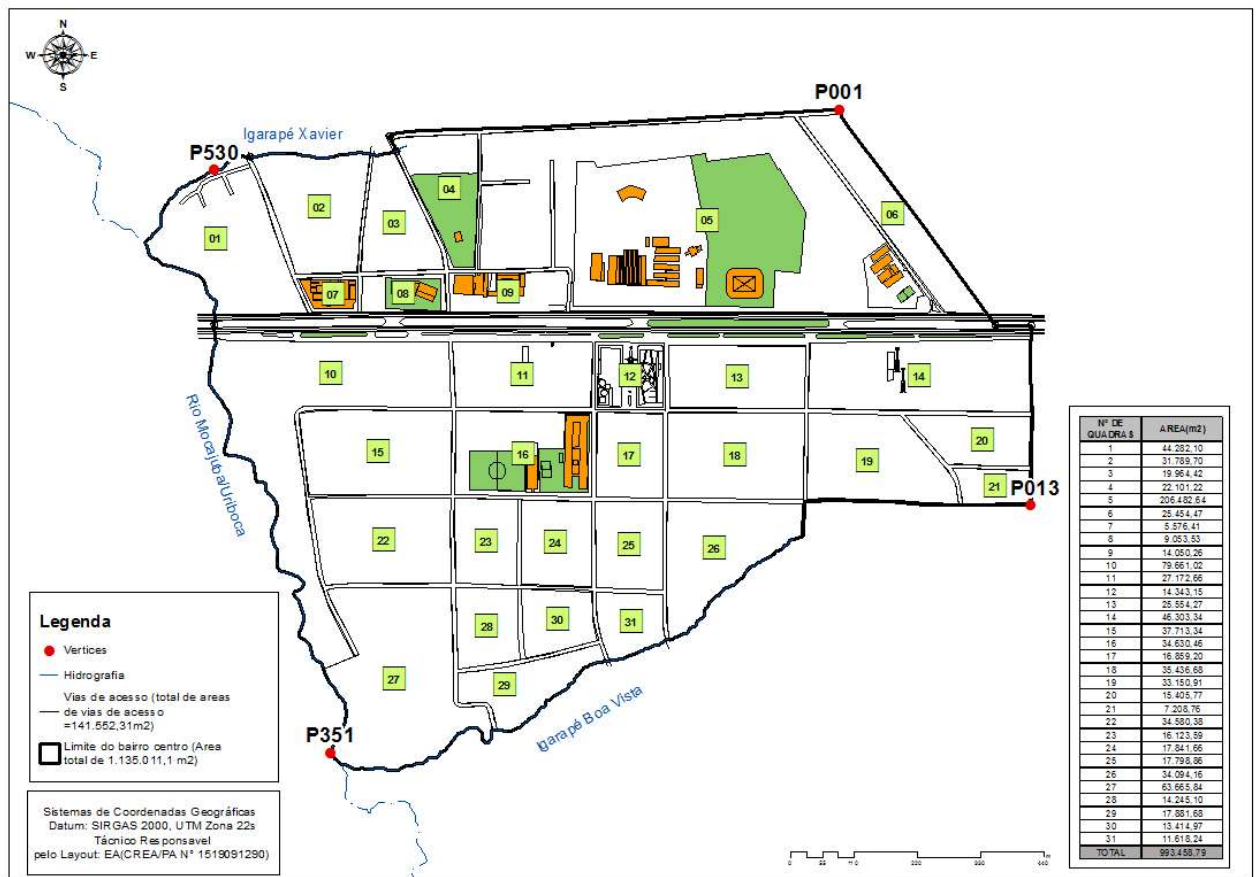 N
W E
S
P001
Igarapé Xavier
P530
01
02
03
04
05
06
07
08
09
10
11
12
13
14
15
16
17
18
19
20
21
P013
22
23
24
25
26
27
28
29
30
31
Rio Mocajuba/Uriboca
Igarapé Boa Vista
P351
Legenda
Vertices
Hidrografia
Vias de acesso (total de areas
de vias de acesso
=141.552,31m2)
Limite do bairro centro (Area
total de 1.135.011,1 m2)
Sistemas de Coordenadas Geográficas
Datum: SIRGAS 2000, UTM Zona 22s
Técnico Responsavel
pelo Layout: EA(CREA/PA N° 1519091290)
N° DE QUADRAS AREA(m2)
1 44.282,10
2 31.789,70
3 19.964,42
4 22.101,22
5 206.482,64
6 25.454,47
7 5.576,41
8 9.053,53
9 14.050,26
10 79.661,02
11 27.172,66
12 14.343,15
13 25.554,27
14 46.303,34
15 37.713,34
16 34.630,46
17 16.859,20
18 35.436,68
19 33.150,91
20 15.405,77
21 7.208,76
22 34.580,38
23 16.123,59
24 17.841,66
25 17.798,86
26 34.094,16
27 63.665,84
28 14.245,10
29 17.881,68
30 13.414,97
31 11.618,24
TOTAL 993.458,79
0 110 220 330 440